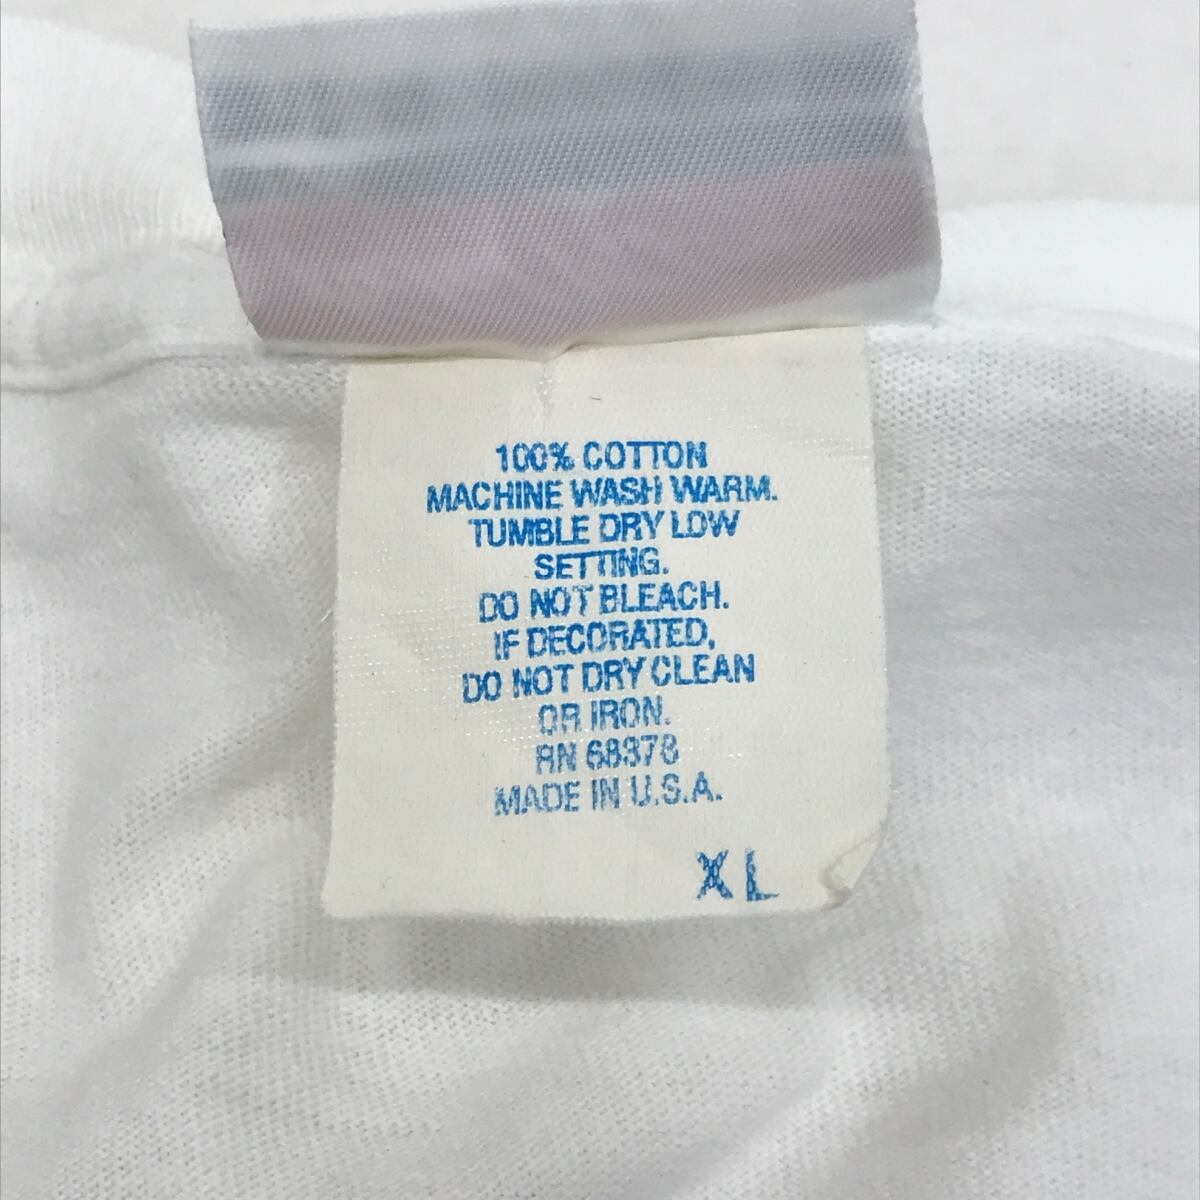 100% COTTON
MACHINE WASH WARM.
TUMBLE DRY LOW
SETTING.
DO NOT BLEACH.
IF DECORATED,
DO NOT DRY CLEAN
OR IRON.
RN 68378
MADE IN U.S.A.
XL